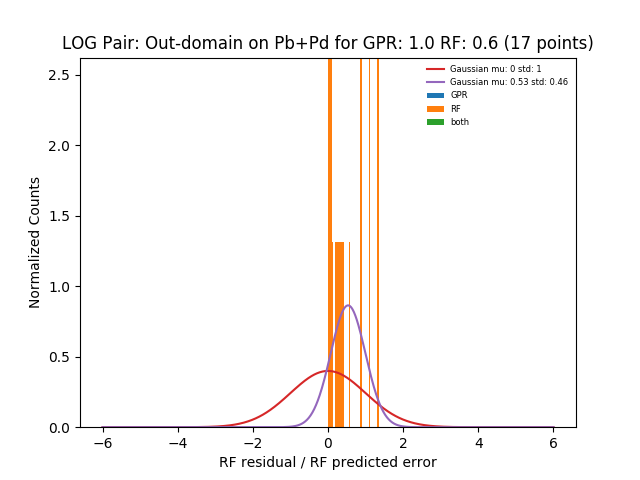 LOG Pair: Out-domain on Pb+Pd for GPR: 1.0 RF: 0.6 (17 points)
Gaussian mu: 0 std: 1
Gaussian mu: 0.53 std: 0.46
GPR
RF
both
Normalized Counts
2.5
2.0
1.5
1.0
0.5
0.0
−6
−4
−2
0
2
4
6
RF residual / RF predicted error